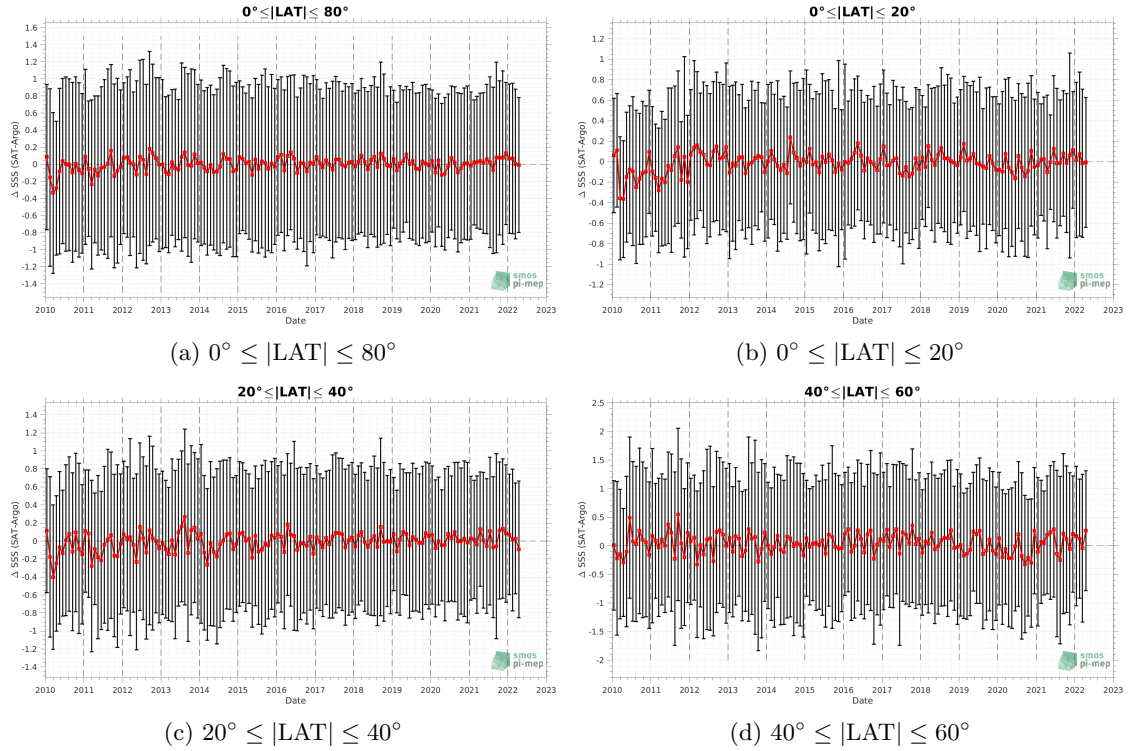 0°≤|LAT|≤ 80°
1.6
1.4
1.2
1
0.8
0.6
0.4
0.2
0
-0.2
-0.4
-0.6
-0.8
-1
-1.2
-1.4
Δ SSS (SAT-Argo)
2010 2011 2012 2013 2014 2015 2016 2017 2018 2019 2020 2021 2022 2023
Date
smos
pi-mep
(a) 0° ≤ |LAT| ≤ 80°
0°≤|LAT|≤ 20°
1.2
1
0.8
0.6
0.4
0.2
0
-0.2
-0.4
-0.6
-0.8
-1
-1.2
Δ SSS (SAT-Argo)
2010 2011 2012 2013 2014 2015 2016 2017 2018 2019 2020 2021 2022 2023
Date
smos
pi-mep
(b) 0° ≤ |LAT| ≤ 20°
20°≤|LAT|≤ 40°
1.4
1.2
1
0.8
0.6
0.4
0.2
0
-0.2
-0.4
-0.6
-0.8
-1
-1.2
-1.4
Δ SSS (SAT-Argo)
2010 2011 2012 2013 2014 2015 2016 2017 2018 2019 2020 2021 2022 2023
Date
smos
pi-mep
(c) 20° ≤ |LAT| ≤ 40°
40°≤|LAT|≤ 60°
2.5
2
1.5
1
0.5
0
-0.5
-1
-1.5
-2
Δ SSS (SAT-Argo)
2010 2011 2012 2013 2014 2015 2016 2017 2018 2019 2020 2021 2022 2023
Date
smos
pi-mep
(d) 40° ≤ |LAT| ≤ 60°